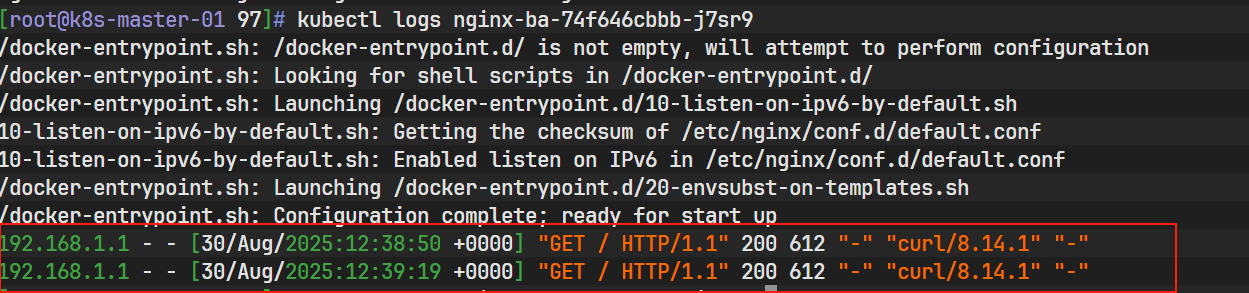 [root@k8s-master-01 97]# kubectl logs nginx-ba-74f646cbbb-j7sr9
/docker-entrypoint.sh: /docker-entrypoint.d/ is not empty, will attempt to perform configuration
/docker-entrypoint.sh: Looking for shell scripts in /docker-entrypoint.d/
/docker-entrypoint.sh: Launching /docker-entrypoint.d/10-listen-on-ipv6-by-default.sh
10-listen-on-ipv6-by-default.sh: Getting the checksum of /etc/nginx/conf.d/default.conf
10-listen-on-ipv6-by-default.sh: Enabled listen on IPv6 in /etc/nginx/conf.d/default.conf
/docker-entrypoint.sh: Launching /docker-entrypoint.d/20-envsubst-on-templates.sh
/docker-entrypoint.sh: Configuration complete; ready for start up
192.168.1.1 - - [30/Aug/2025:12:38:50 +0000] "GET / HTTP/1.1" 200 612 "-" "curl/8.14.1" "-"
192.168.1.1 - - [30/Aug/2025:12:39:19 +0000] "GET / HTTP/1.1" 200 612 "-" "curl/8.14.1" "-"